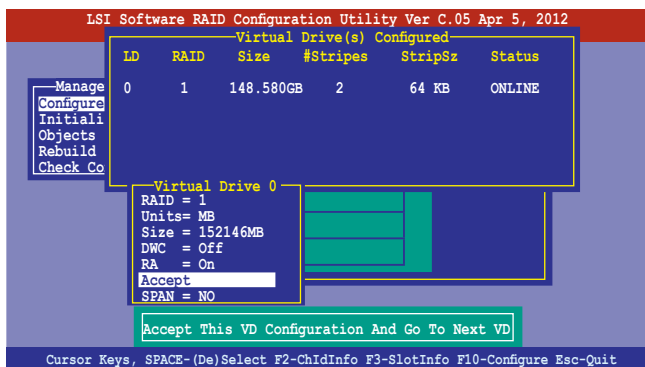 LSI Software RAID Configuration Utility Ver C.05 Apr 5, 2012
Virtual Drive(s) Configured
LD RAID Size #Stripes StripSz Status
0 1 148.580GB 2 64 KB ONLINE
Manage
Configure
Initiali
Objects
Rebuild
Check Co
Virtual Drive 0
RAID = 1
Units= MB
Size = 152146MB
DWC = Off
RA = On
Accept
SPAN = NO
Accept This VD Configuration And Go To Next VD
Cursor Keys, SPACE-(De)Select F2-ChIdInfo F3-SlotInfo F10-Configure Esc-Quit